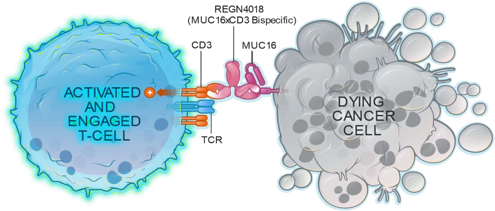 REGN4018
(MUC16xCD3 Bispecific)
CD3
MUC16
ACTIVATED
AND
ENGAGED
T-CELL
+
TCR
DYING
CANCER
CELL